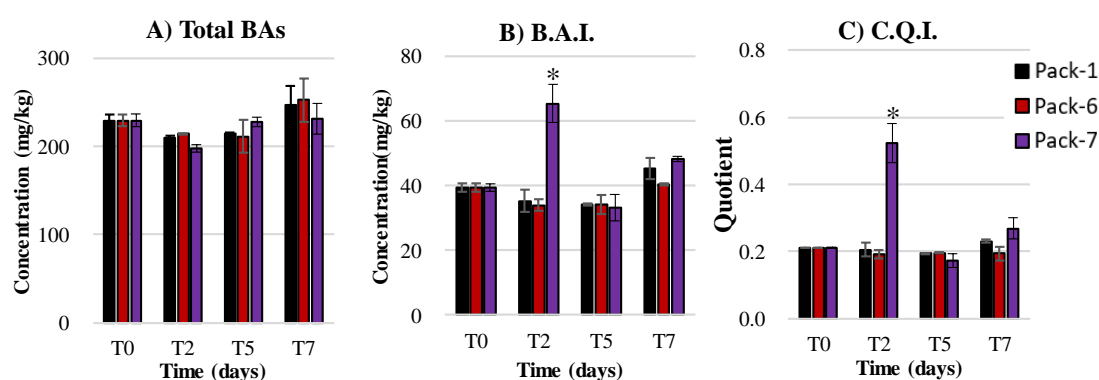 A) Total BAs
Concentration (mg/kg)
300
200
100
0
T0 T2 T5 T7
Time (days)
B) B.A.I.
Concentration(mg/kg)
80
60
40
20
0
*
T0 T2 T5 T7
Time (days)
C) C.Q.I.
Quotient
0.8
0.6
0.4
0.2
0.0
*
T0 T2 T5 T7
Time (days)
Pack-1
Pack-6
Pack-7